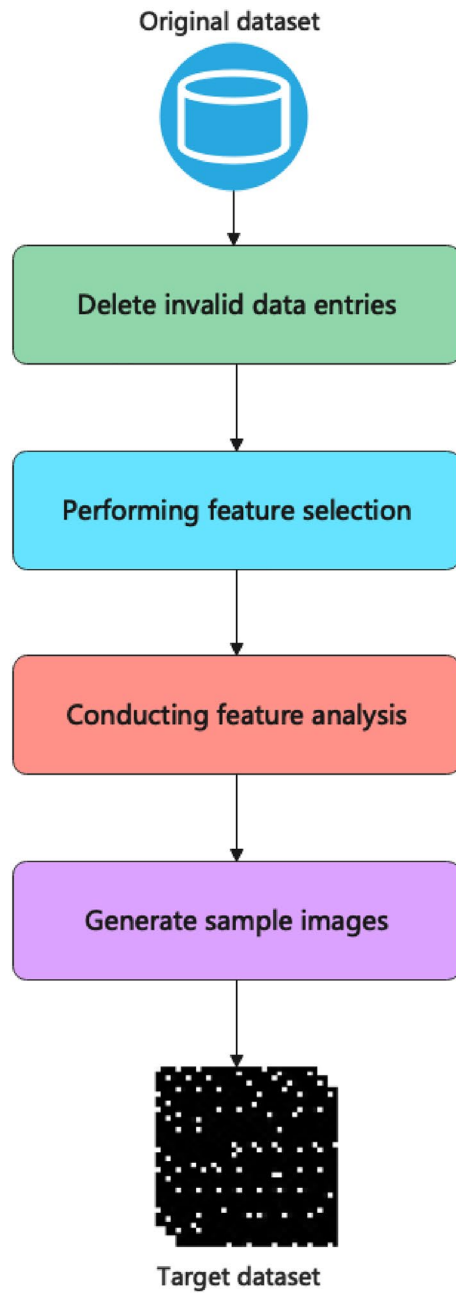 Original dataset
Delete invalid data entries
Performing feature selection
Conducting feature analysis
Generate sample images
Target dataset